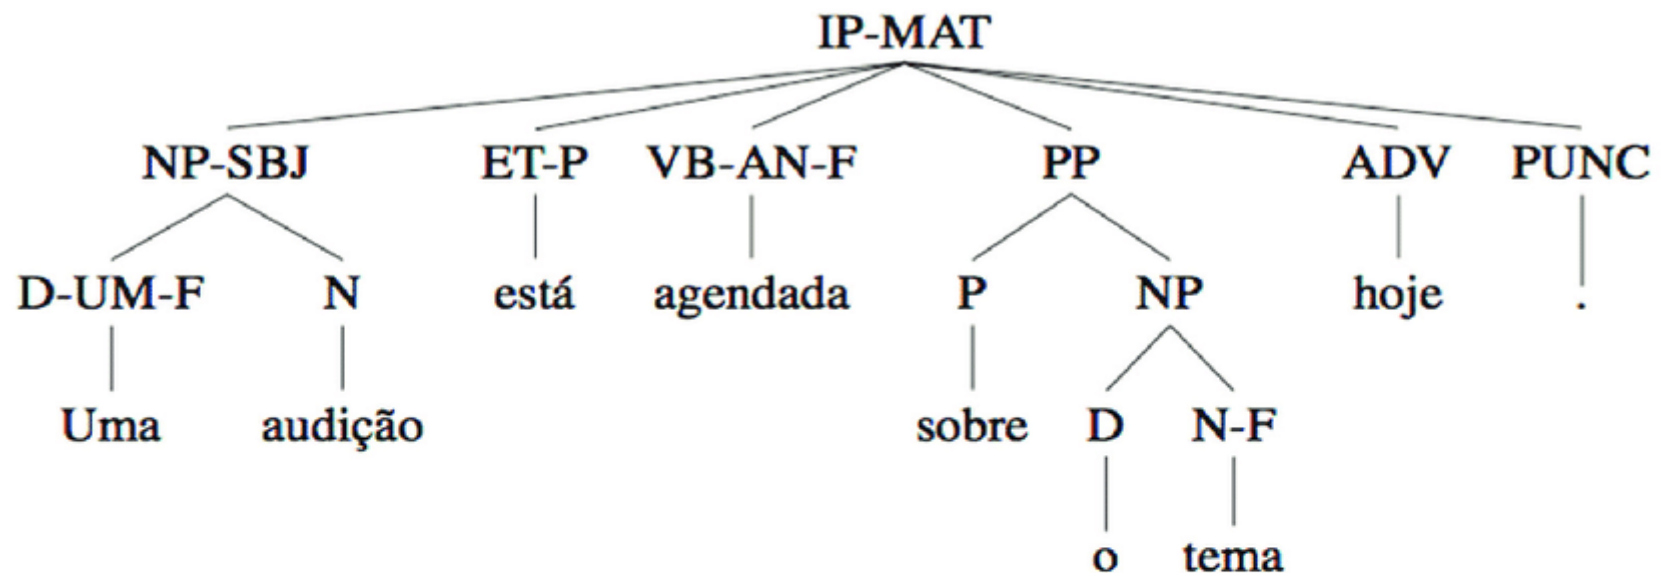 IP-MAT
NP-SBJ ET-P VB-AN-F PP ADV PUNC
D-UM-F N está agendada P NP hoje .
Uma audição sobre D N-F
o tema